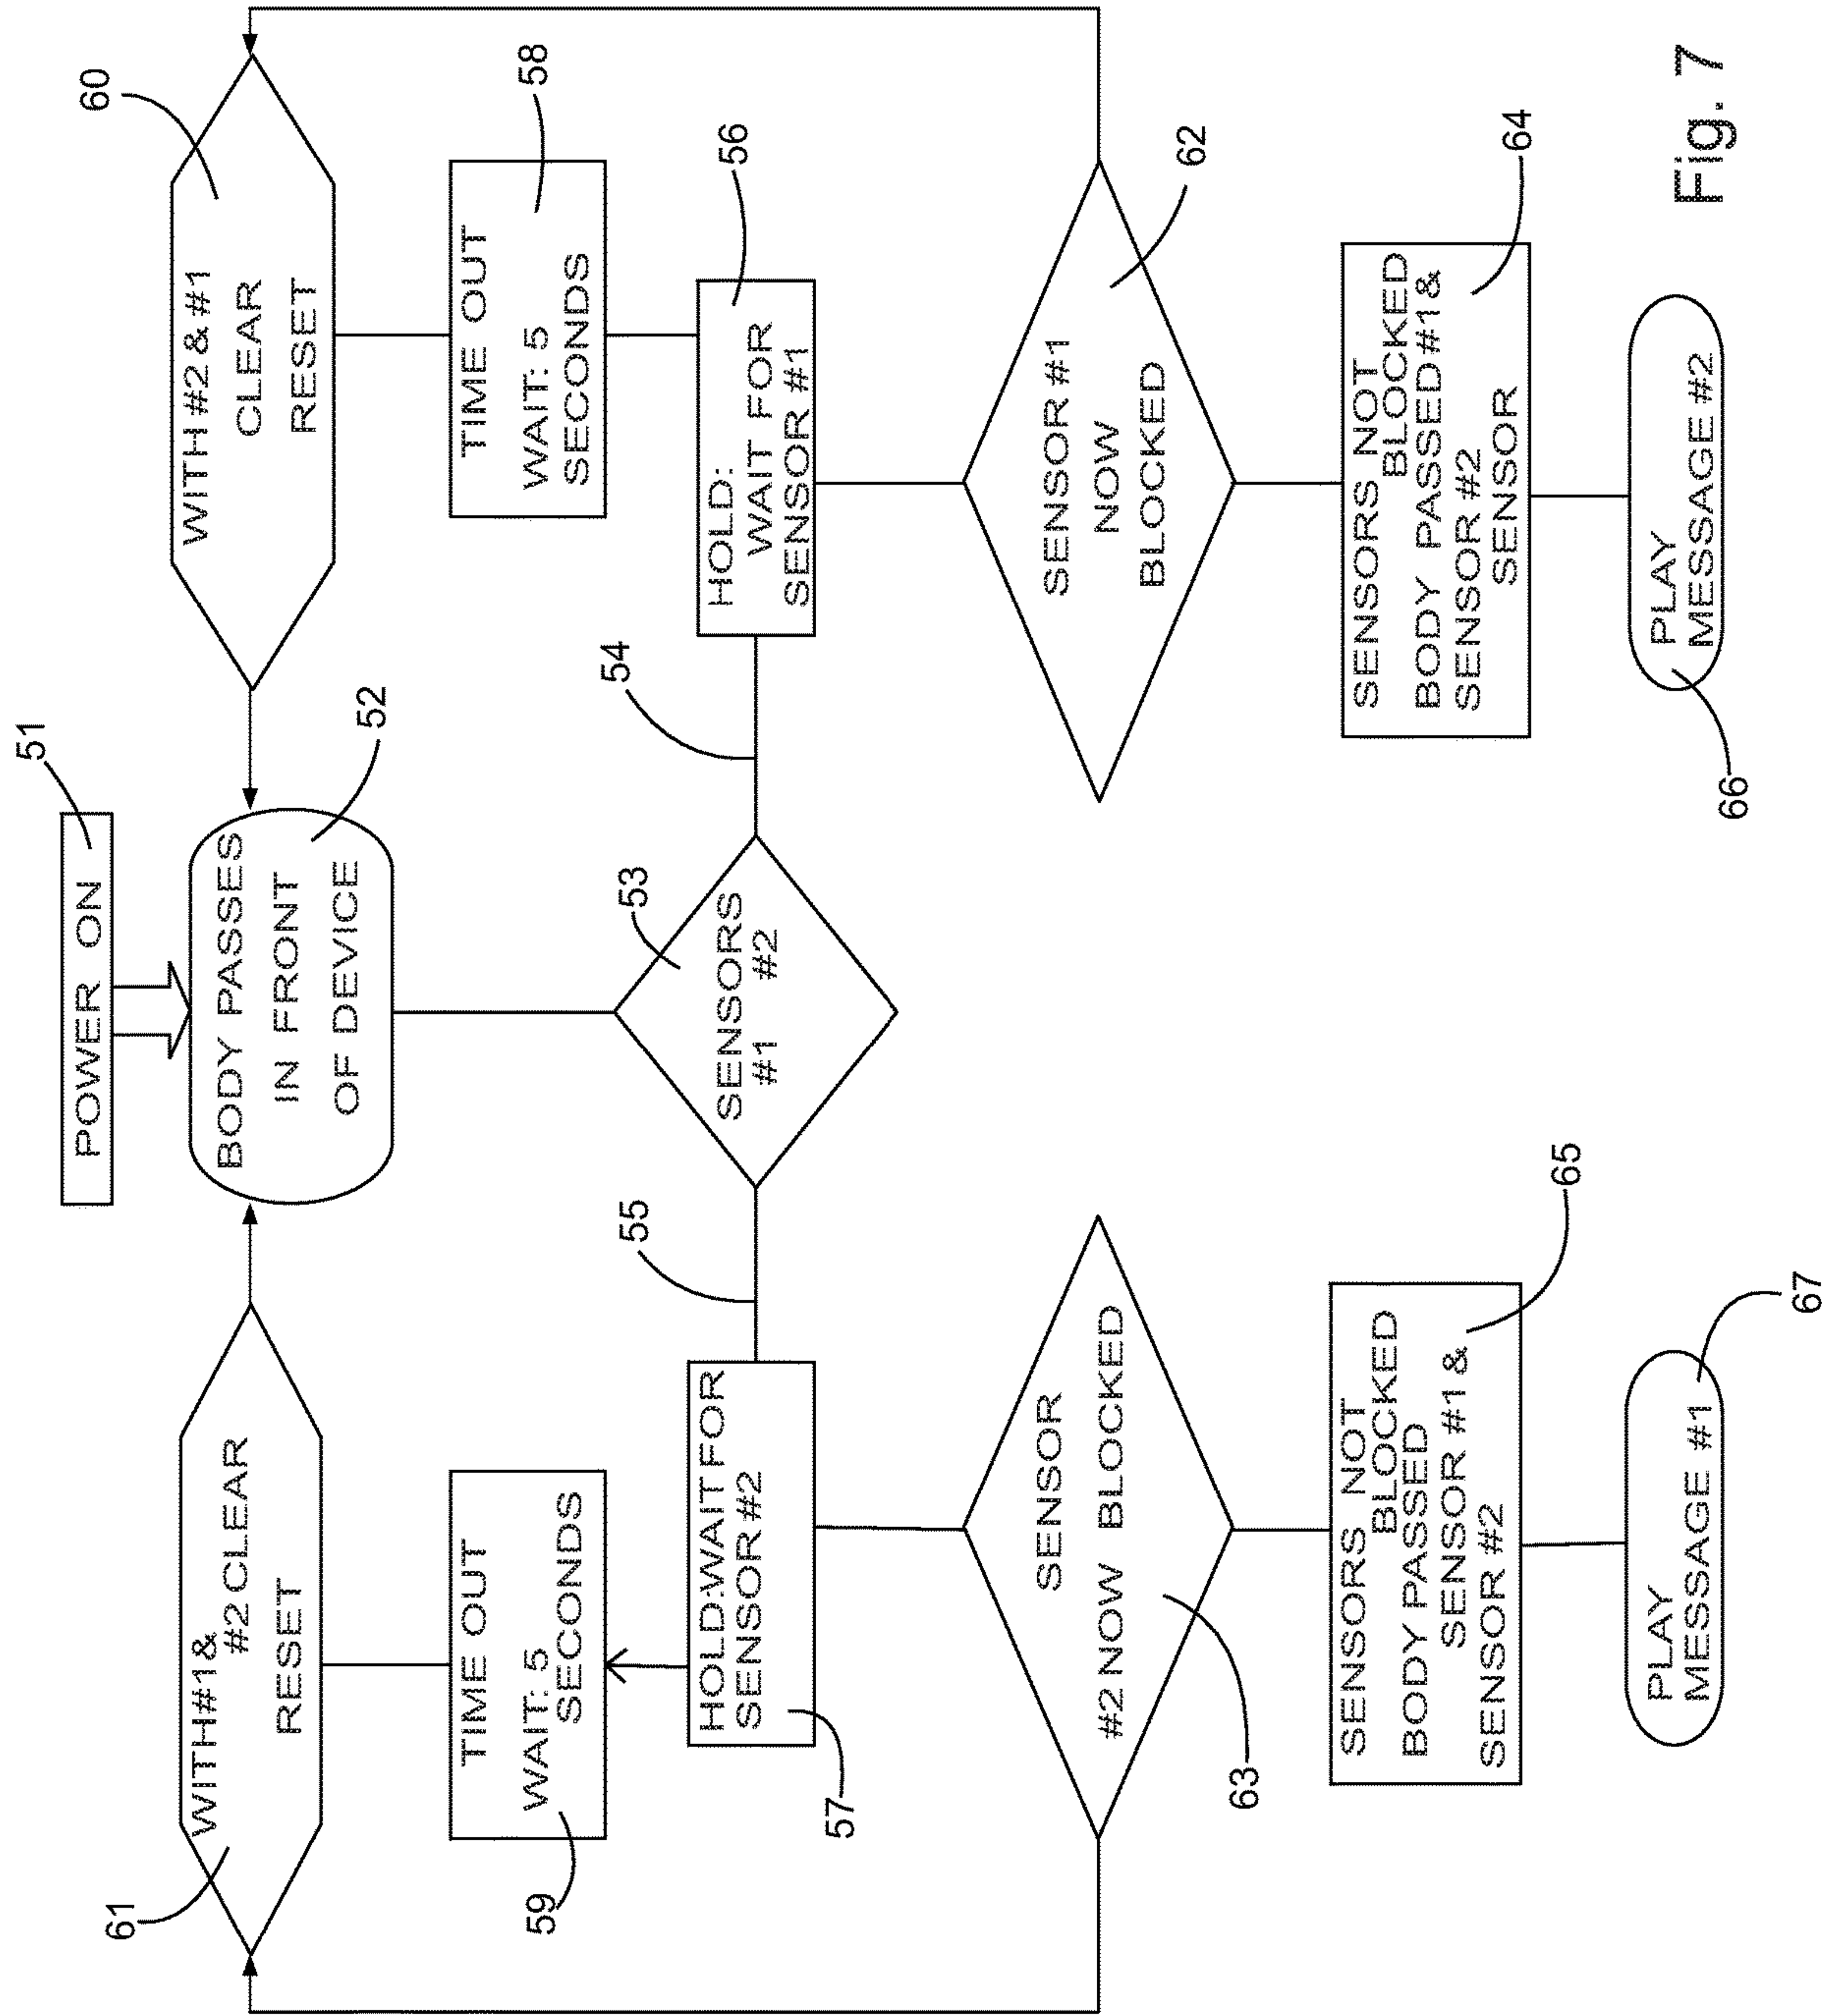 51
POWER ON
52
BODY PASSES
IN FRONT
OF DEVICE
61
WITH#1&
#2 CLEAR
RESET
60
WITH #2 & #1
CLEAR
RESET
59
TIME OUT
WAIT: 5
SECONDS
58
TIME OUT
WAIT: 5
SECONDS
53
SENSORS
#1 #2
55
54
57
HOLD:WAIT FOR
SENSOR #2
56
HOLD:
WAIT FOR
SENSOR #1
63
SENSOR
#2 NOW BLOCKED
62
SENSOR #1
NOW
BLOCKED
65
SENSORS NOT
BLOCKED
BODY PASSED
SENSOR #1 &
SENSOR #2
64
SENSORS NOT
BLOCKED
BODY PASSED#1&
SENSOR #2
SENSOR
67
PLAY
MESSAGE #1
66
PLAY
MESSAGE #2
Fig. 7